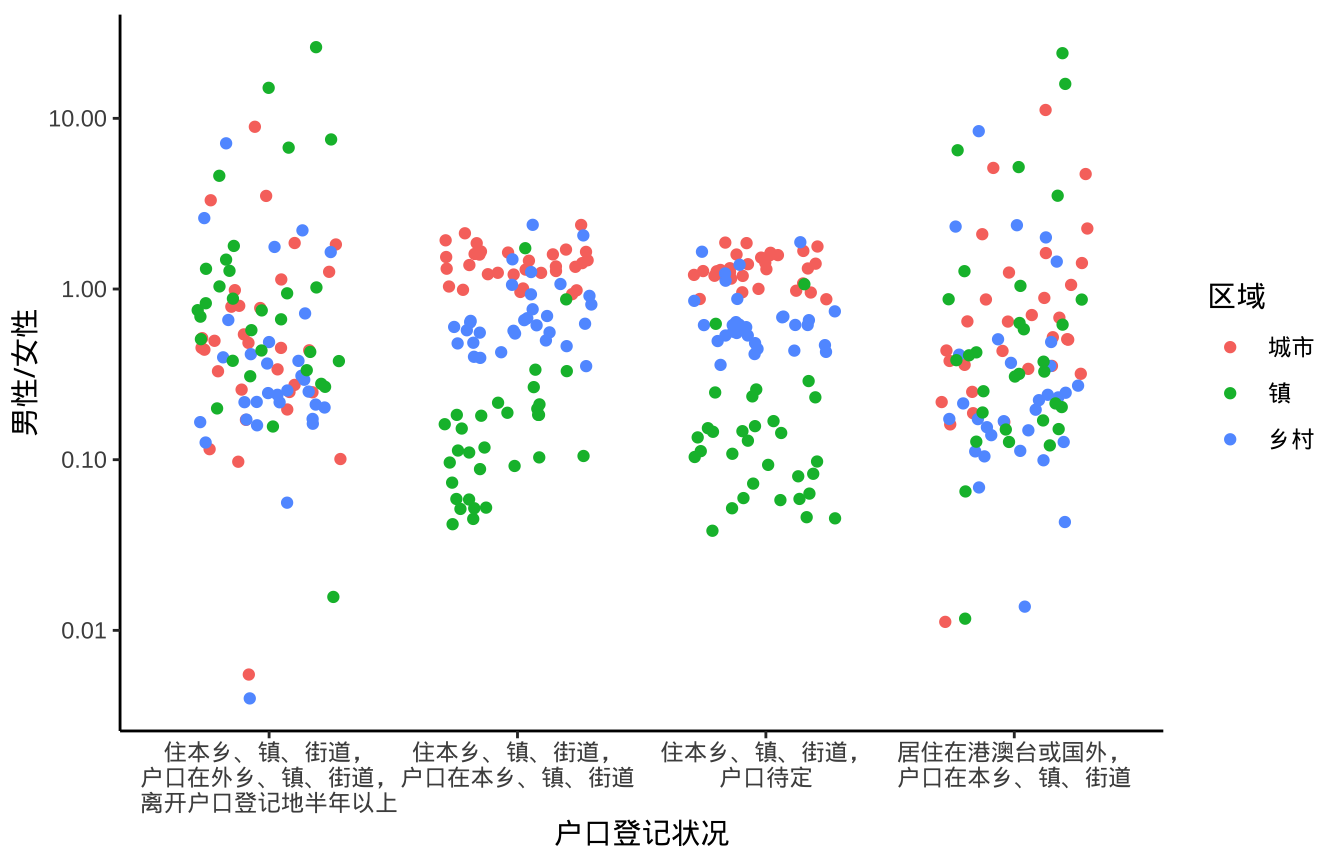 男性/女性
10.00
1.00
0.10
0.01
住本乡、镇、街道，
户口在外乡、镇、街道，
离开户口登记地半年以上
住本乡、镇、街道，
户口在本乡、镇、街道
住本乡、镇、街道，
户口待定
居住在港澳台或国外，
户口在本乡、镇、街道
户口登记状况
区域
城市
镇
乡村